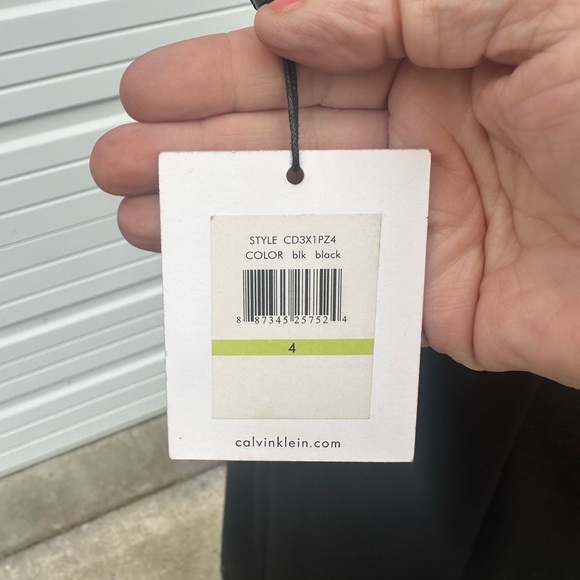 STYLE CD3X1PZ4
COLOR blk black
8 87345 25752 4
4
calvinklein.com